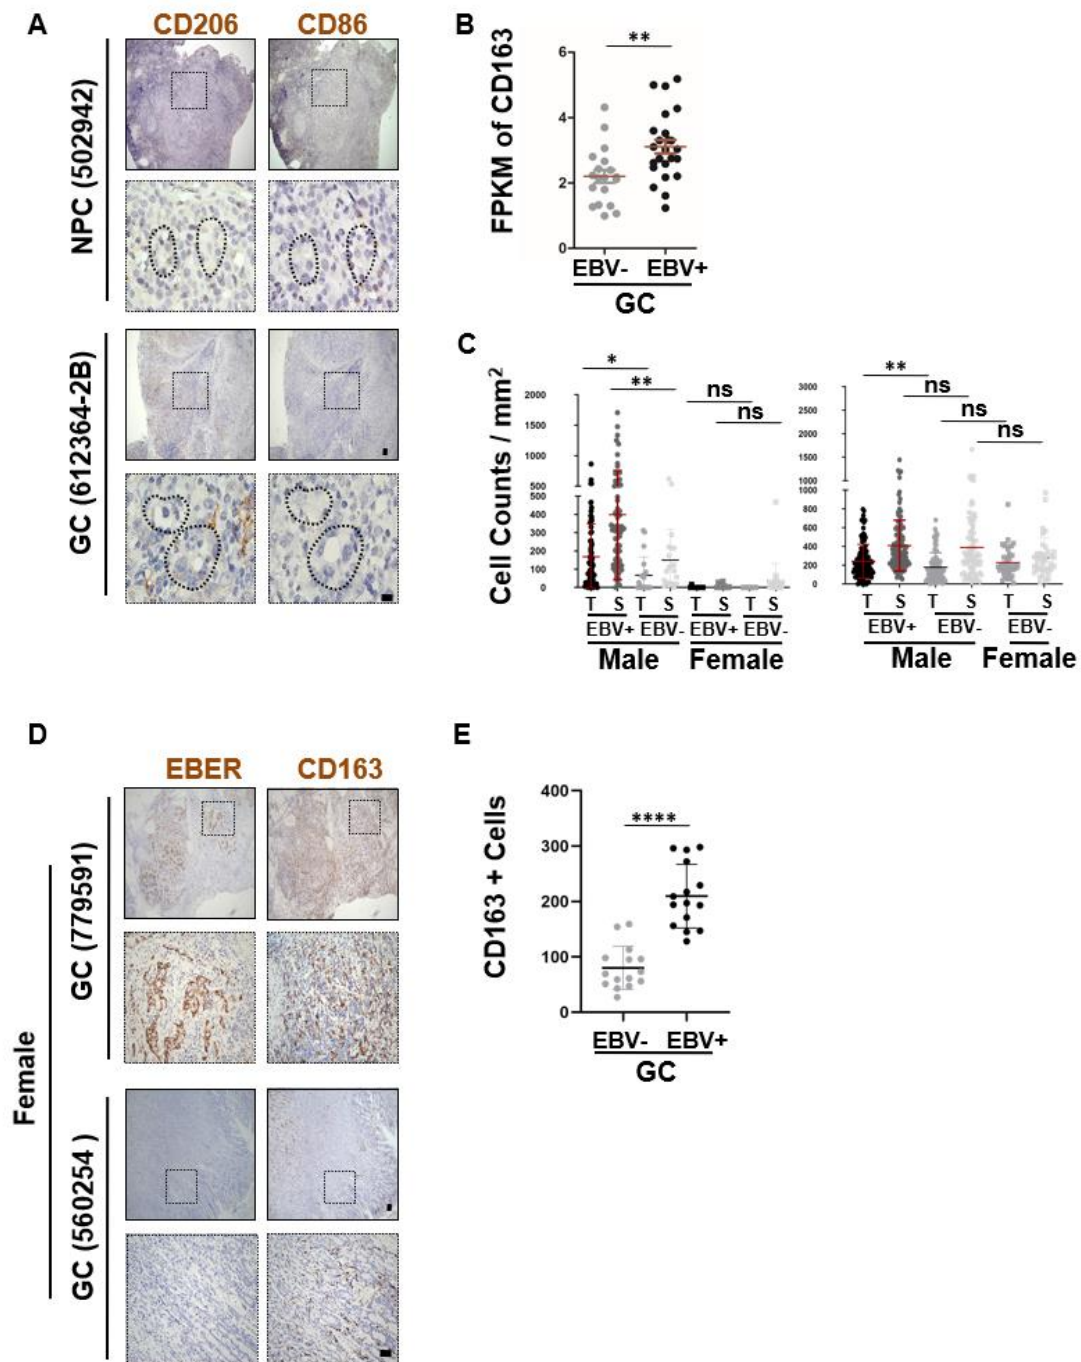 A
CD206 CD86
NPC (502942)
GC (612364-2B)
B
**
FPKM of CD163
6
4
2
0
EBV- EBV+
GC
C
Cell Counts / mm2
* ** ns ns
2000
1500
1000
500
500
400
300
200
100
0
T S T S T S T S
EBV+ EBV- EBV+ EBV-
Male Female
** ns ns ns
3000
2500
2000
1500
1000
1000
800
600
400
200
0
T S T S T S
EBV+ EBV- EBV-
Male Female
D
EBER CD163
Female
GC (779591)
GC (560254 )
E
CD163 + Cells
****
400
300
200
100
0
EBV- EBV+
GC